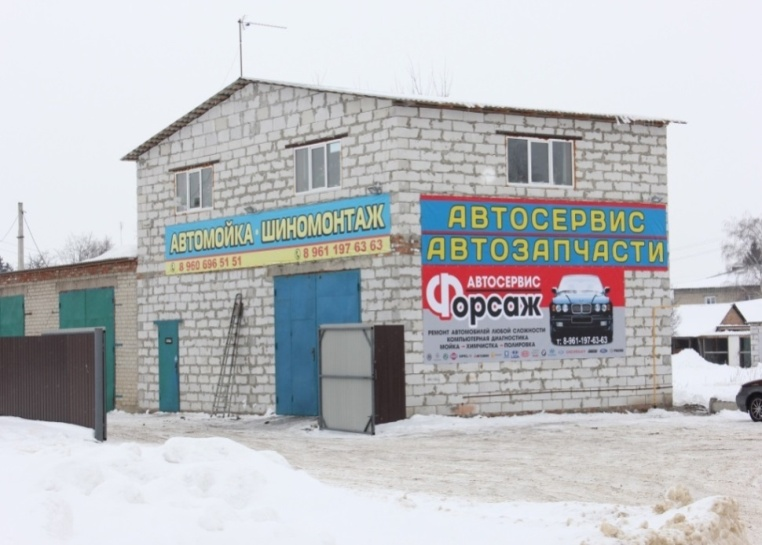 АВТОМОЙКА · ШИНОМОНТАЖ
8 960 696 51 51
8 961 197 63 63
АВТОСЕРВИС
АВТОЗАПЧАСТИ
АВТОСЕРВИС
Форсаж
РЕМОНТ АВТОМОБИЛЕЙ ЛЮБОЙ СЛОЖНОСТИ
КОМПЬЮТЕРНАЯ ДИАГНОСТИКА
МОЙКА - ХИМЧИСТКА - ПОЛИРОВКА
т: 8-961-197-63-63